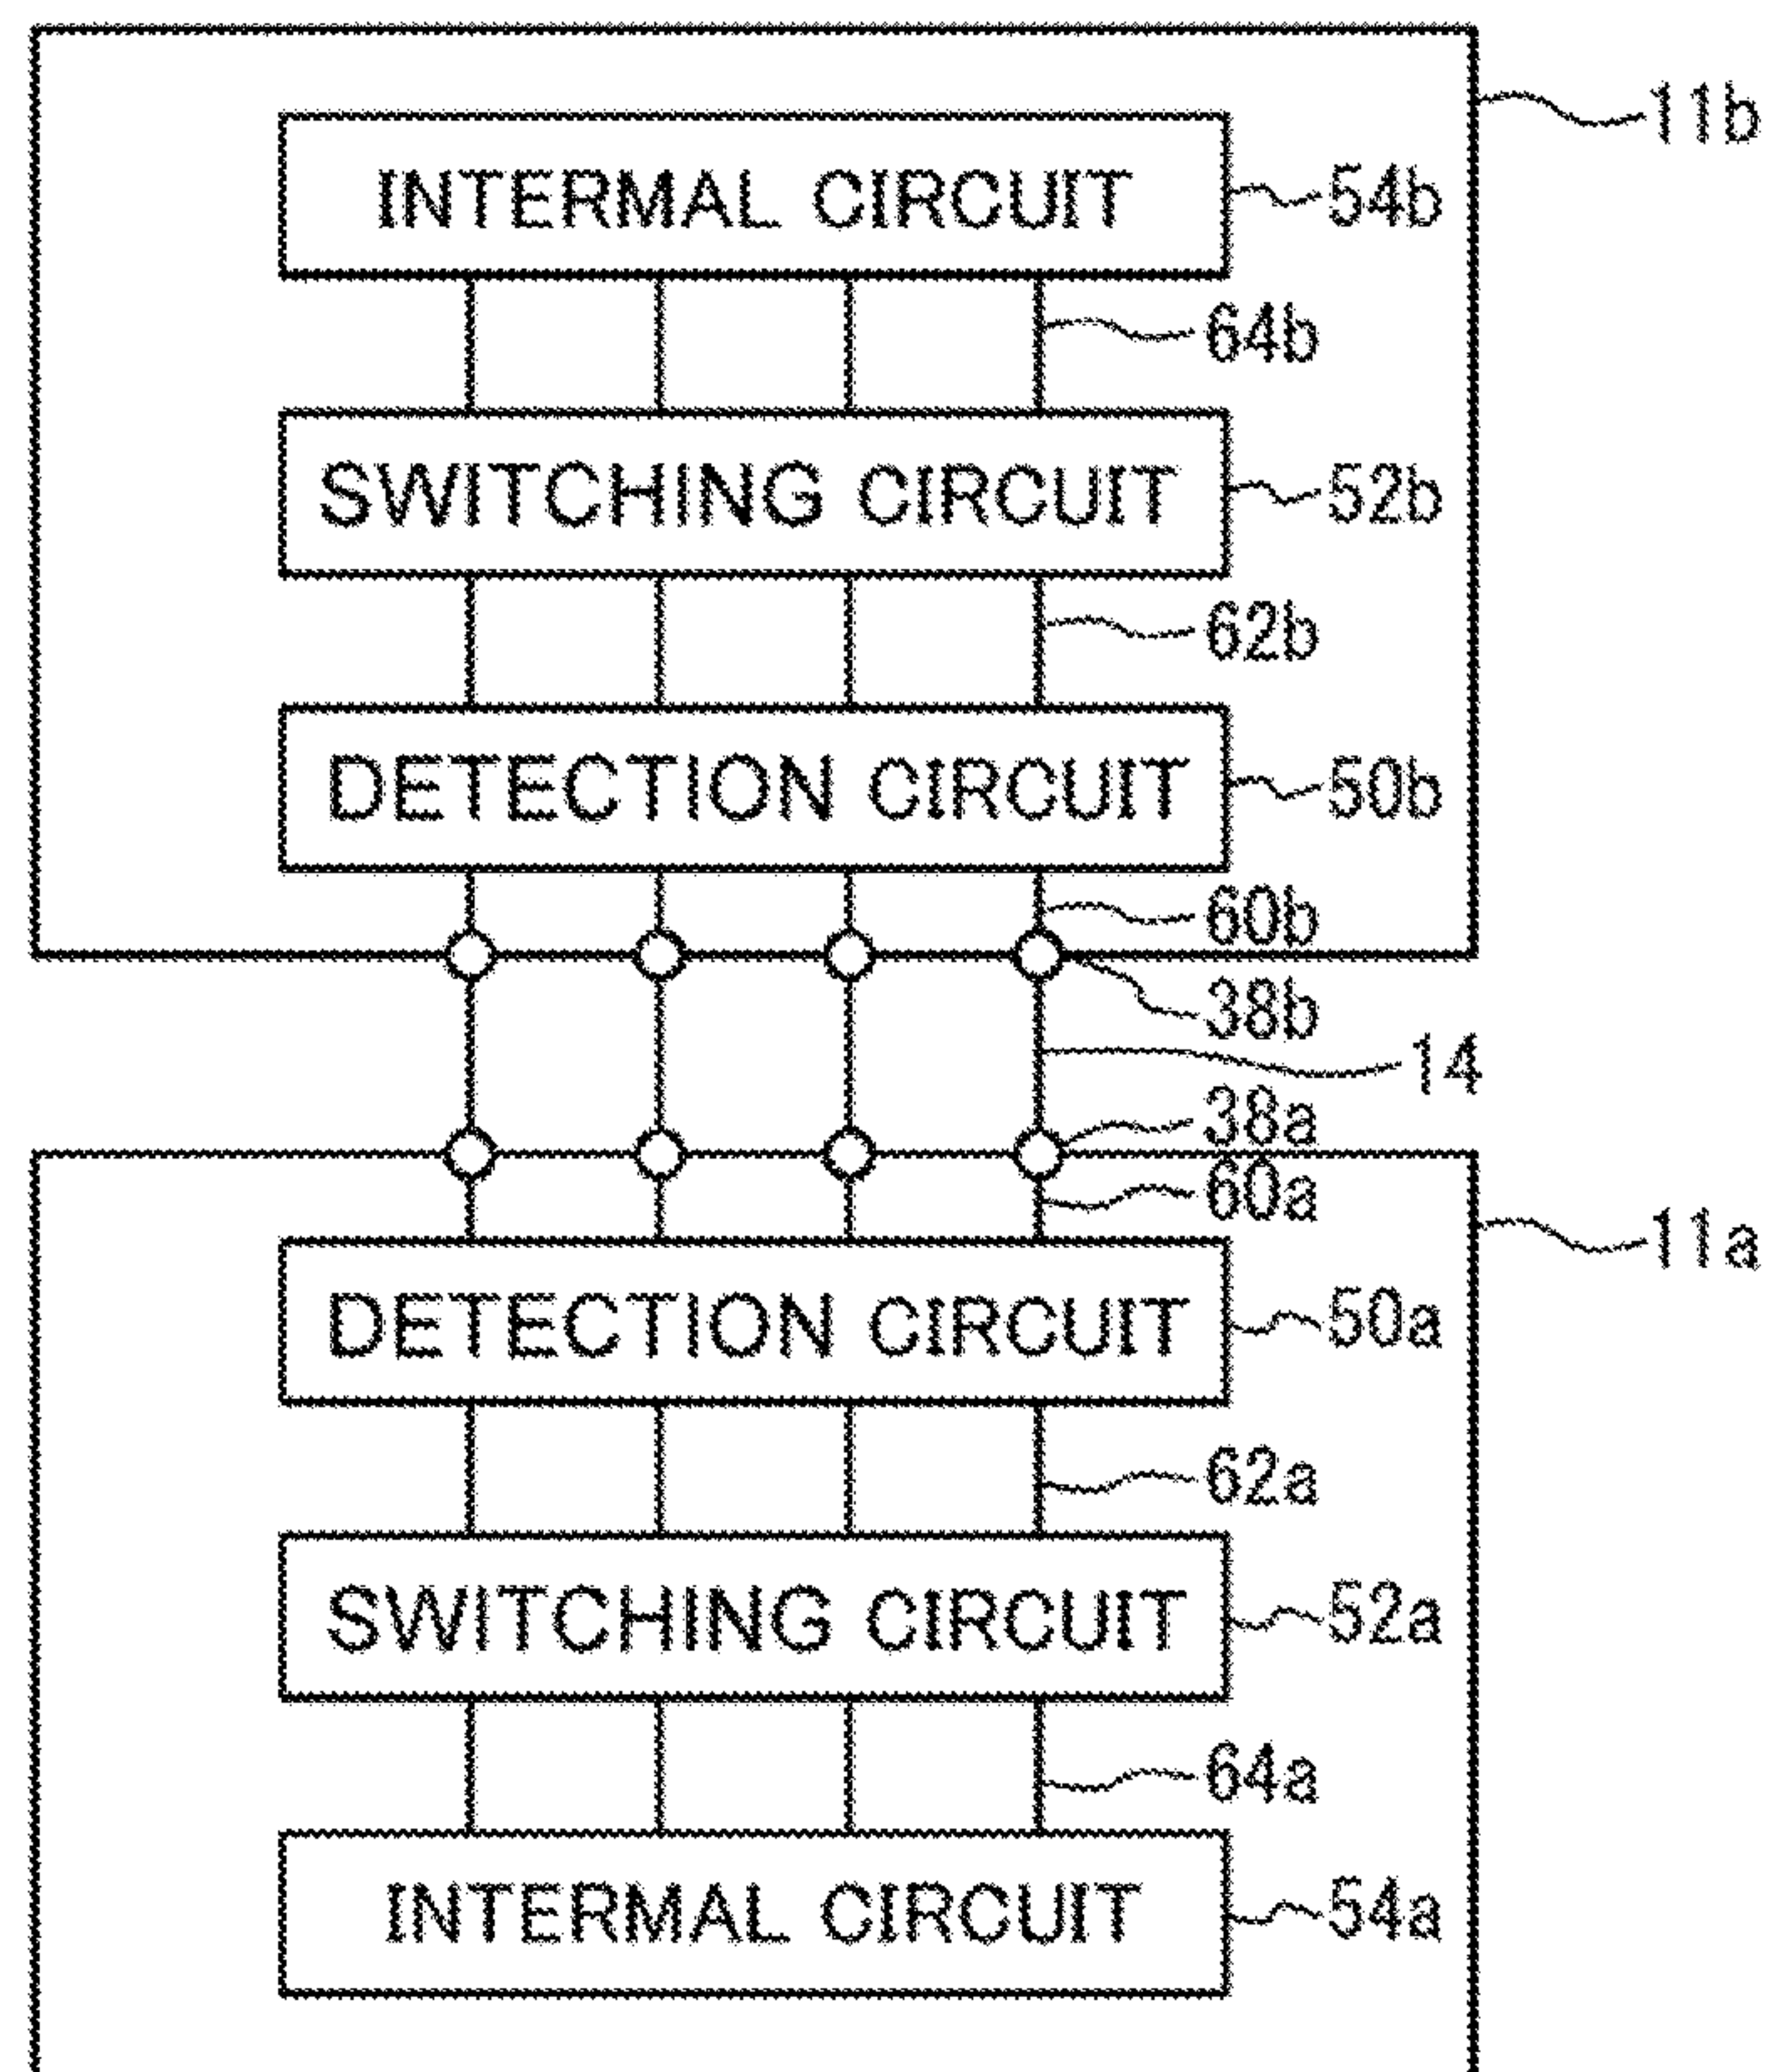 11b
INTERMAL CIRCUIT
54b
64b
SWITCHING CIRCUIT
52b
62b
DETECTION CIRCUIT
50b
60b
38b
14
38a
60a
11a
DETECTION CIRCUIT
50a
62a
SWITCHING CIRCUIT
52a
64a
INTERMAL CIRCUIT
54a